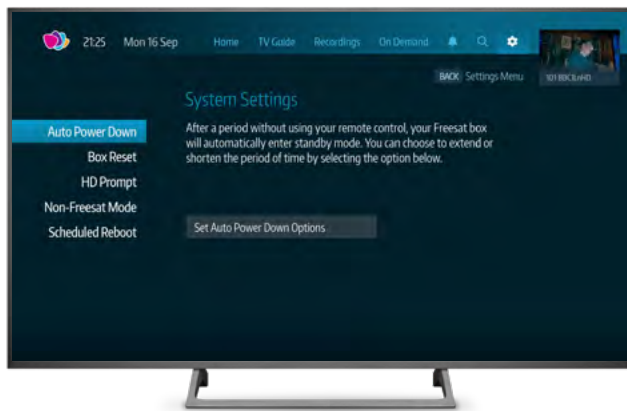 21:25 Mon 16 Sep Home TV Guide Recordings On Demand
BACK Settings Menu
System Settings
Auto Power Down
Box Reset
HD Prompt
Non-Freesat Mode
Scheduled Reboot
After a period without using your remote control, your Freesat box
will automatically enter standby mode. You can choose to extend or
shorten the period of time by selecting the option below.
Set Auto Power Down Options